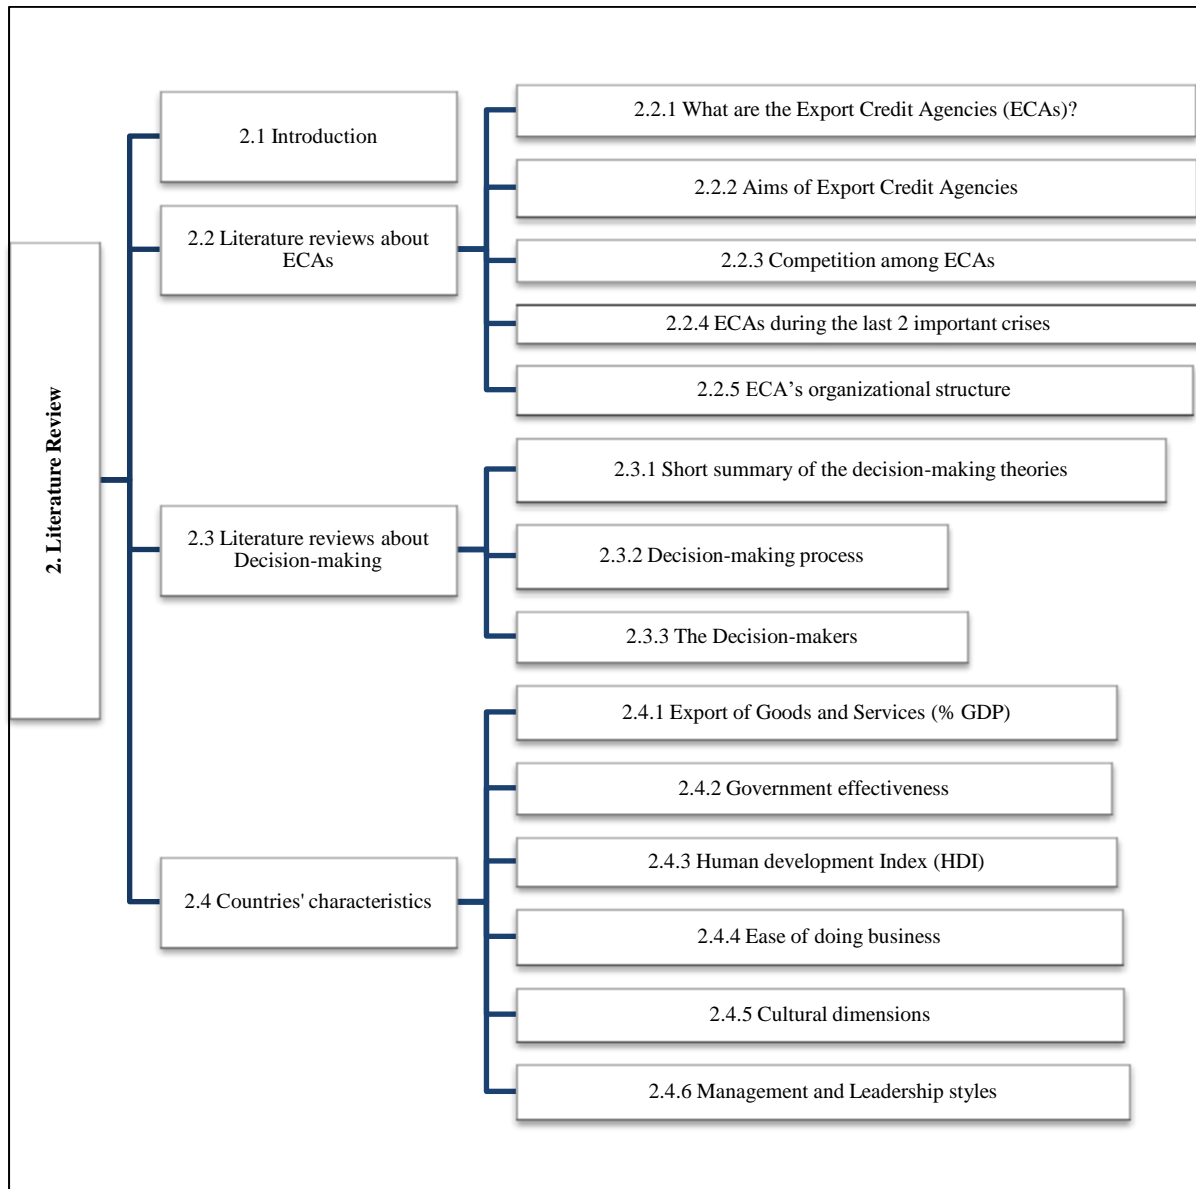 2. Literature Review
2.1 Introduction
2.2 Literature reviews about
ECAs
2.2.1 What are the Export Credit Agencies (ECAs)?
2.2.2 Aims of Export Credit Agencies
2.2.3 Competition among ECAs
2.2.4 ECAs during the last 2 important crises
2.2.5 ECA’s organizational structure
2.3 Literature reviews about
Decision-making
2.3.1 Short summary of the decision-making theories
2.3.2 Decision-making process
2.3.3 The Decision-makers
2.4 Countries' characteristics
2.4.1 Export of Goods and Services (% GDP)
2.4.2 Government effectiveness
2.4.3 Human development Index (HDI)
2.4.4 Ease of doing business
2.4.5 Cultural dimensions
2.4.6 Management and Leadership styles